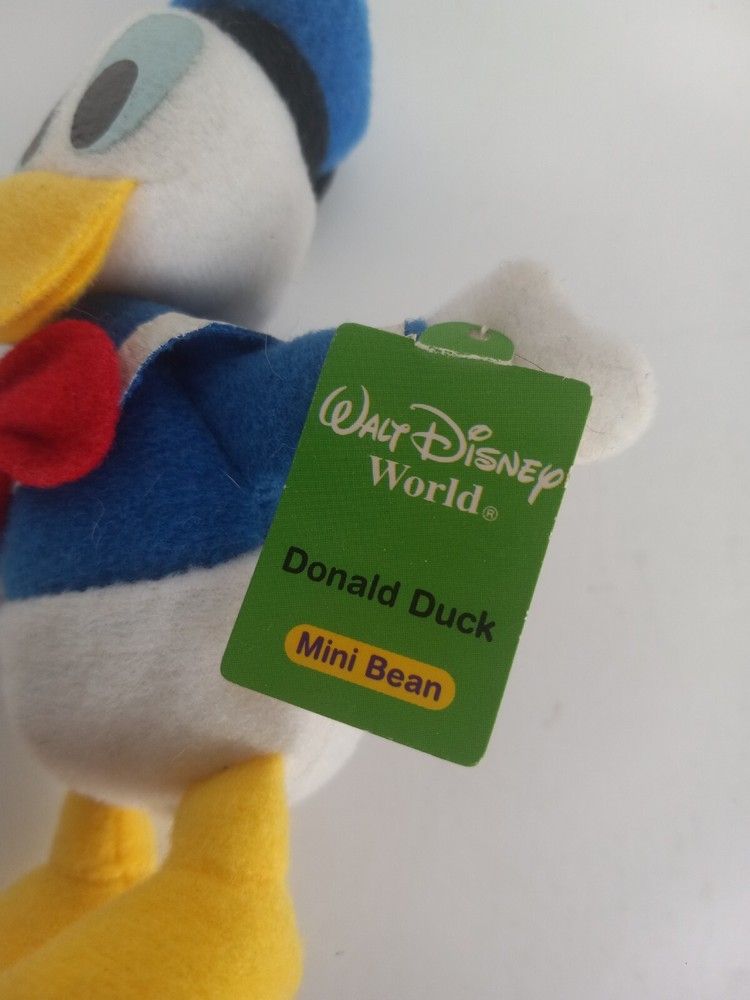 Walt Disney
World®
Donald Duck
Mini Bean